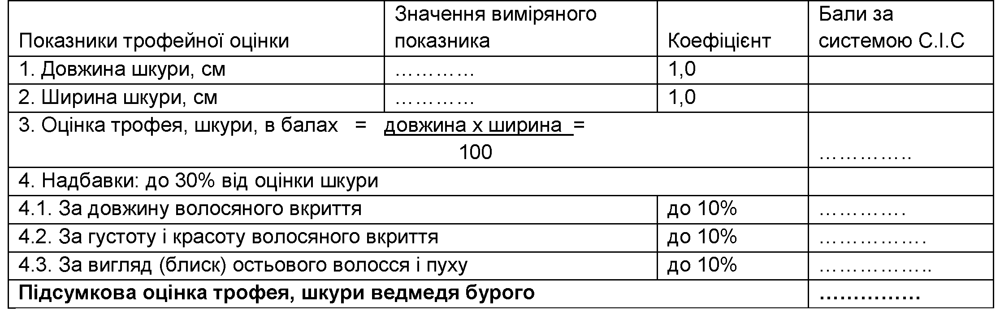 Показники трофейної оцінки	Значення виміряного показника	Коефіцієнт	Бали за системою С.І.С
1. Довжина шкури, см	…………	1,0
2. Ширина шкури, см	…………	1,0
3. Оцінка трофея, шкури, в балах = довжина х ширина =
100	…………..
4. Надбавки: до 30% від оцінки шкури
4.1. За довжину волосяного вкриття	до 10%	………….
4.2. За густоту і красоту волосяного вкриття	до 10%	…………….
4.3. За вигляд (блиск) остьового волосся і пуху	до 10%	……………..
Підсумкова оцінка трофея, шкури ведмедя бурого	……………